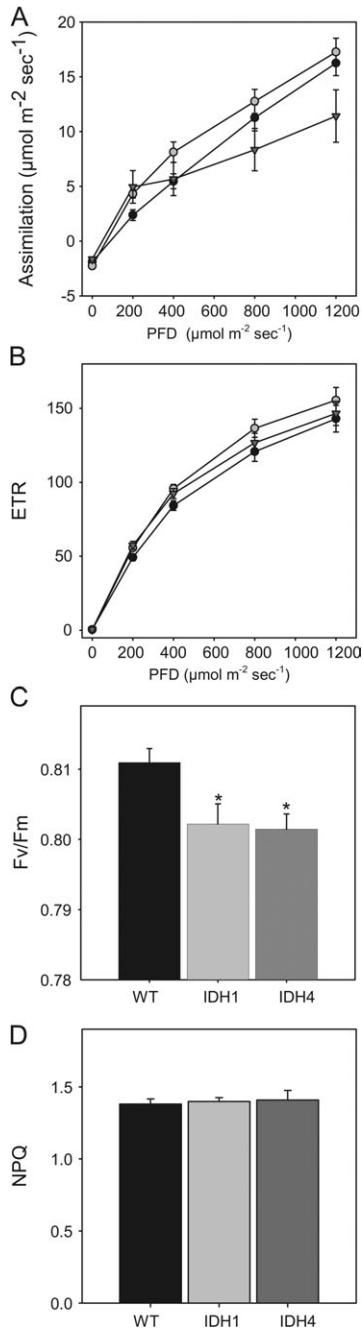 A
Assimilation (µmol m⁻² sec⁻¹)
20
15
10
5
0
-5
0 200 400 600 800 1000 1200
PFD (µmol m⁻² sec⁻¹)
B
ETR
150
100
50
0
0 200 400 600 800 1000 1200
PFD (µmol m⁻² sec⁻¹)
C
Fv/Fm
0.81
0.80
0.79
0.78
* *
WT IDH1 IDH4
D
NPQ
1.5
1.0
0.5
0.0
WT IDH1 IDH4